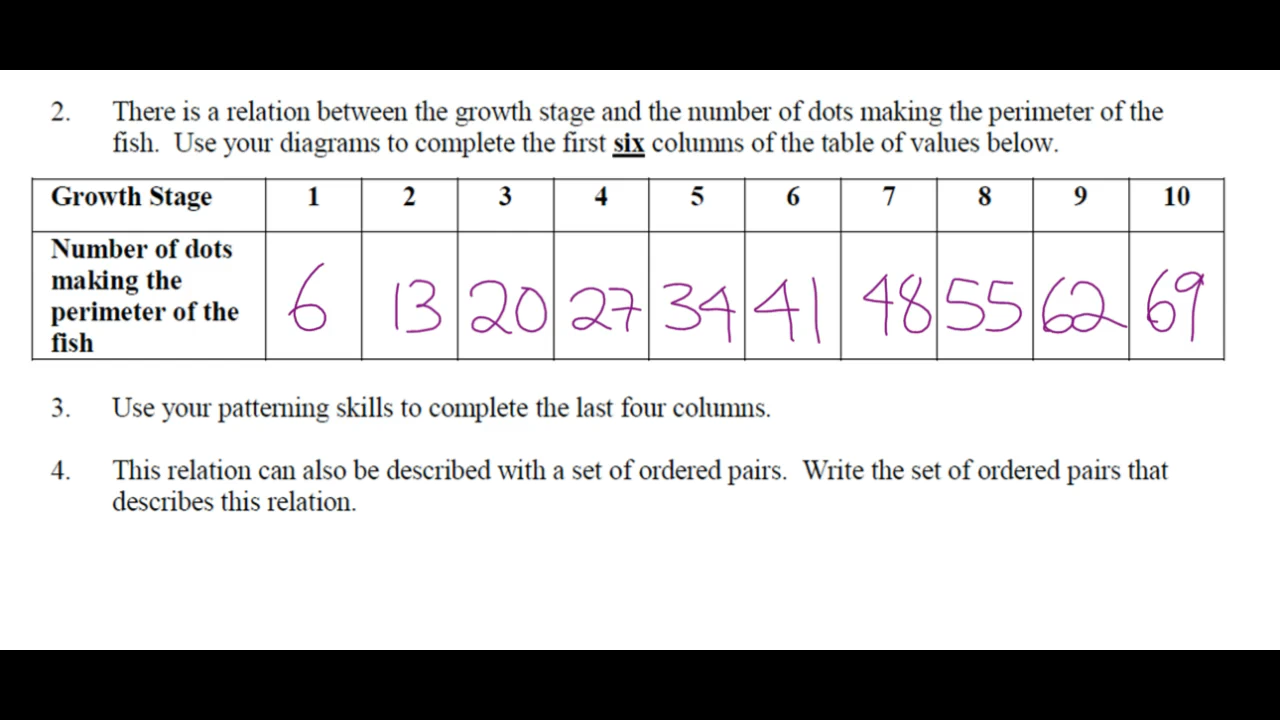 2. There is a relation between the growth stage and the number of dots making the perimeter of the
fish. Use your diagrams to complete the first six columns of the table of values below.
Growth Stage 1 2 3 4 5 6 7 8 9 10
Number of dots
making the
perimeter of the
fish
6 13 20 27 34 41 48 55 62 69
3. Use your patterning skills to complete the last four columns.
4. This relation can also be described with a set of ordered pairs. Write the set of ordered pairs that
describes this relation.